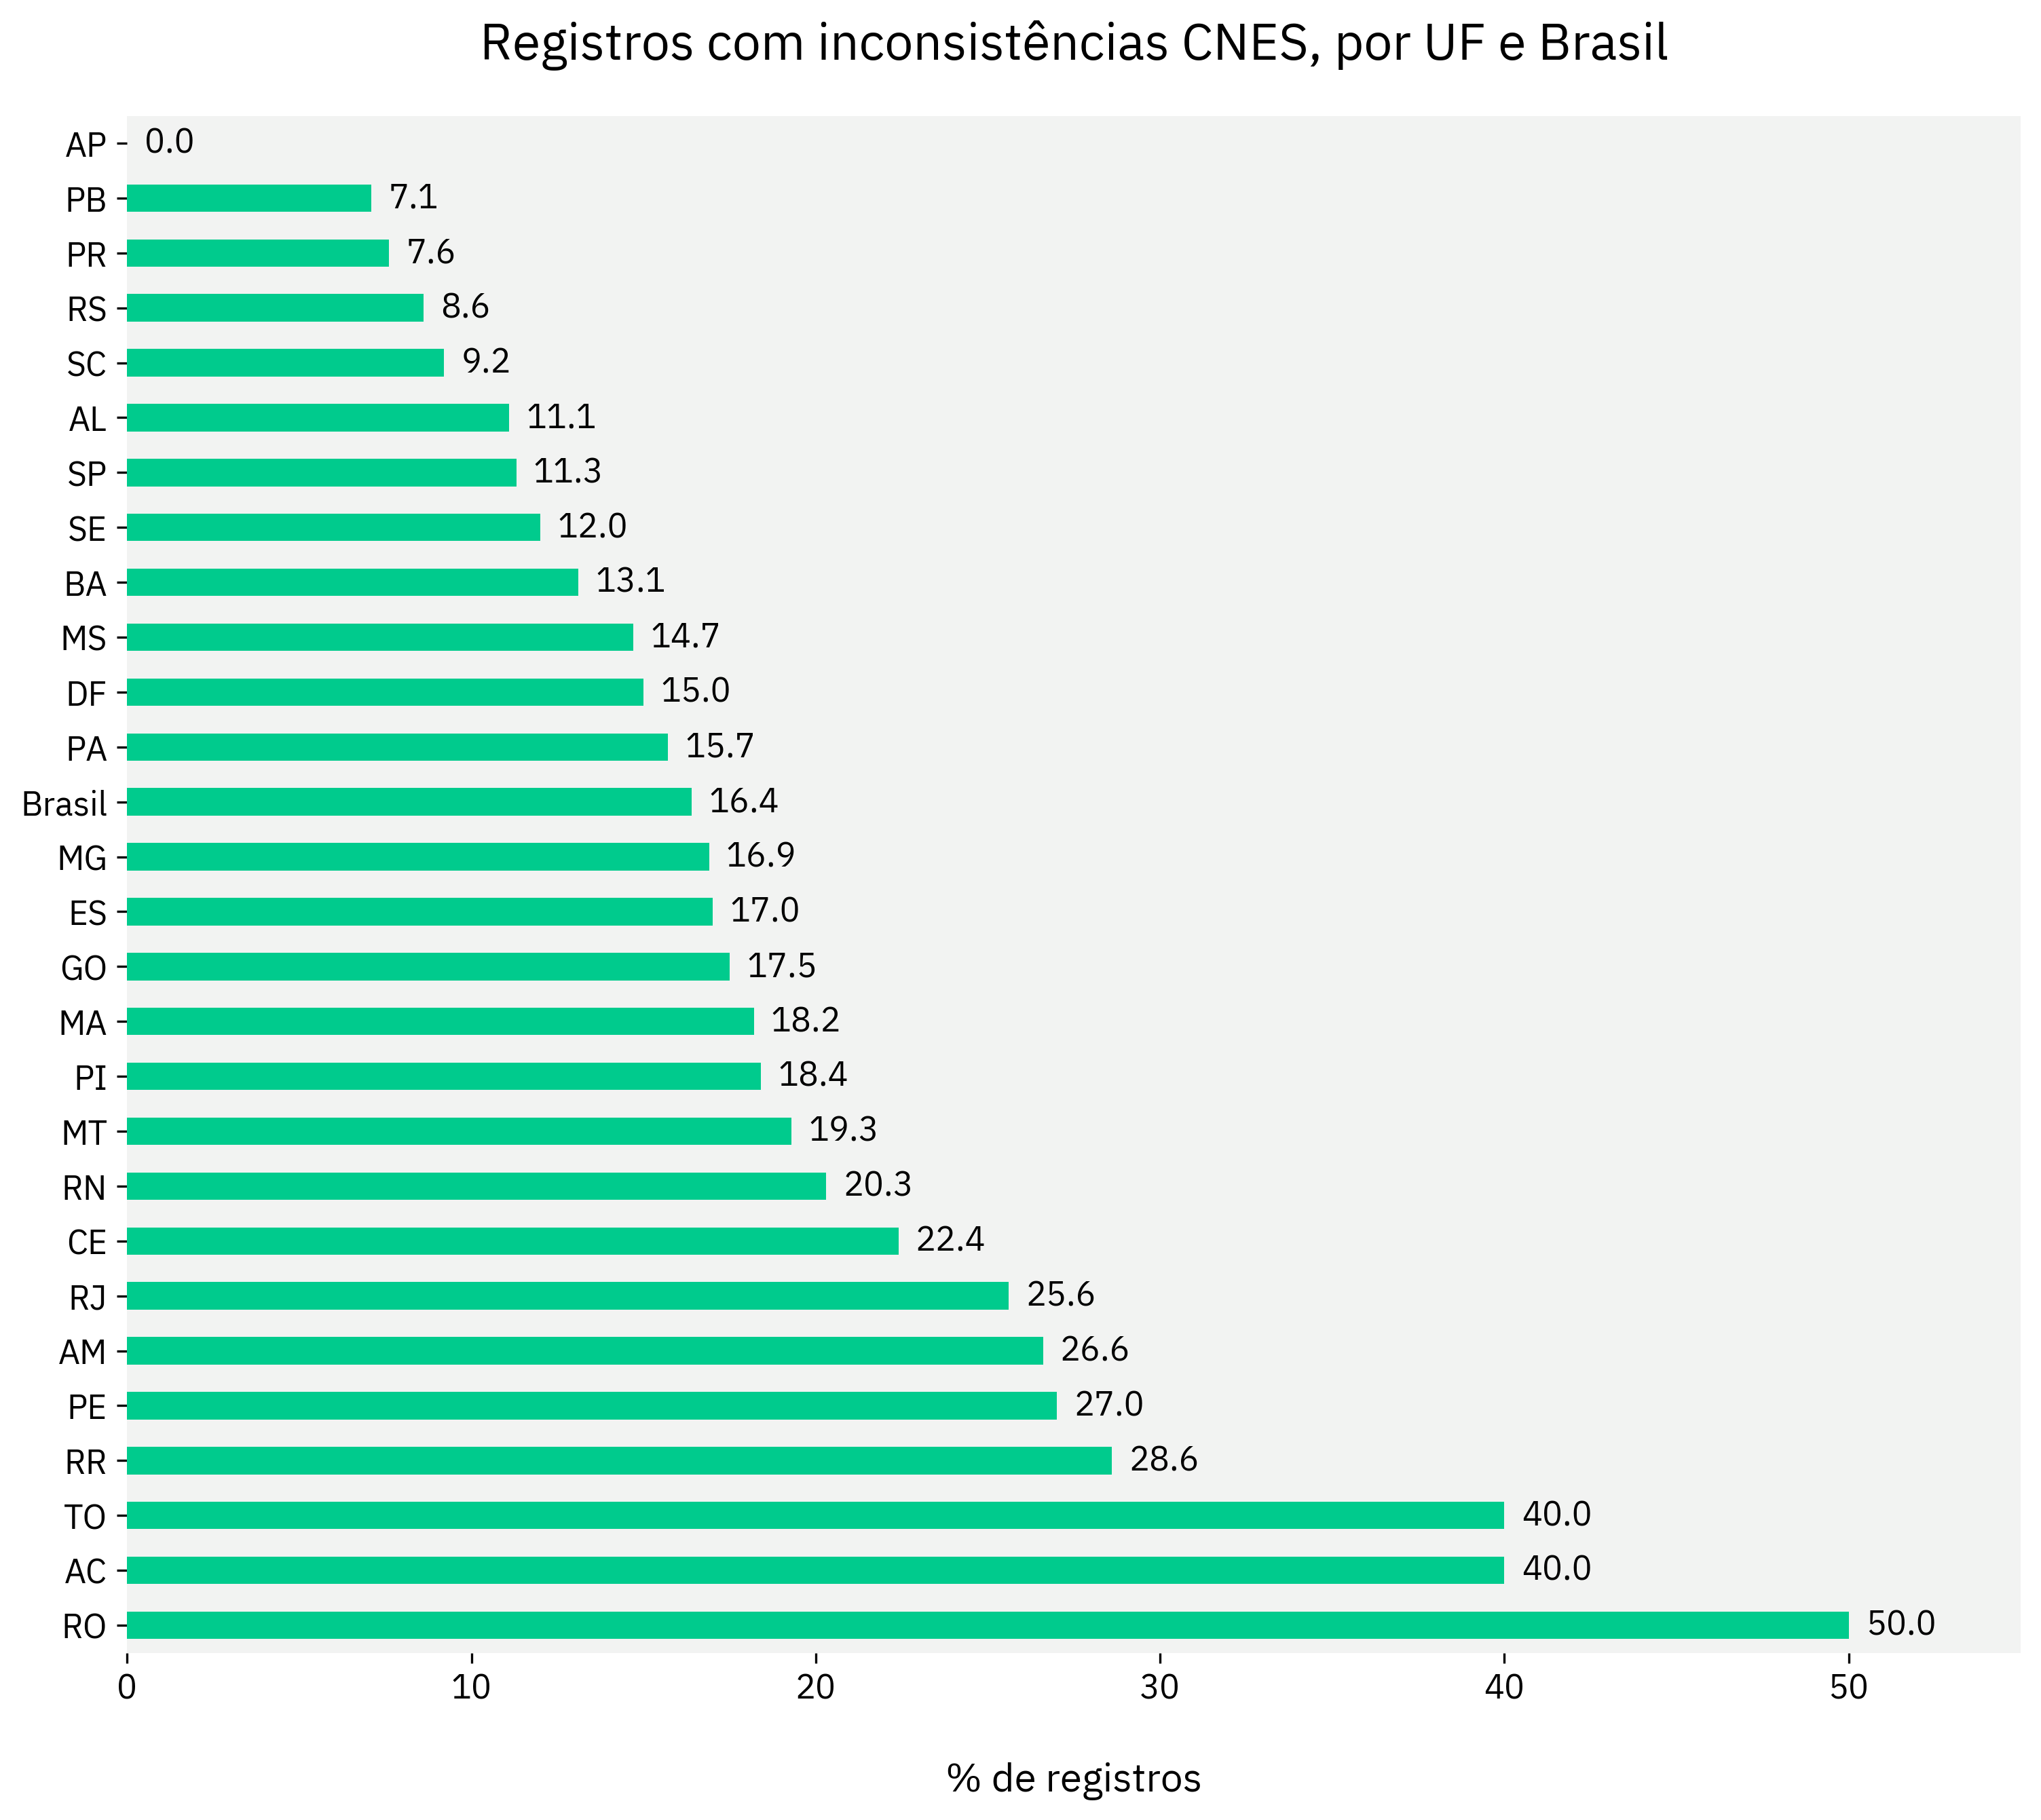 Registros com inconsistências CNES, por UF e Brasil
AP 0.0
PB 7.1
PR 7.6
RS 8.6
SC 9.2
AL 11.1
SP 11.3
SE 12.0
BA 13.1
MS 14.7
DF 15.0
PA 15.7
Brasil 16.4
MG 16.9
ES 17.0
GO 17.5
MA 18.2
PI 18.4
MT 19.3
RN 20.3
CE 22.4
RJ 25.6
AM 26.6
PE 27.0
RR 28.6
TO 40.0
AC 40.0
RO 50.0
0 10 20 30 40 50
% de registros